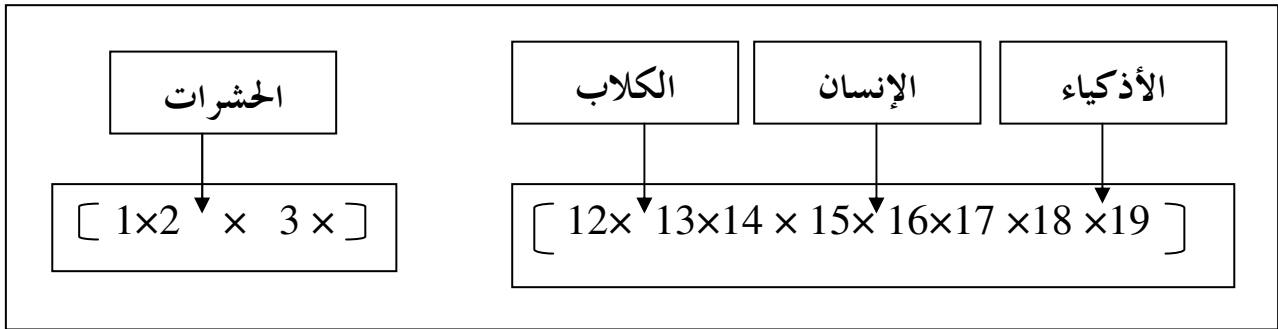 الحشرات
الكلاب
الإنسان
الأذكياء
[ 1×2 × 3 × ]
[ 12× 13×14 × 15× 16×17 ×18 ×19 ]